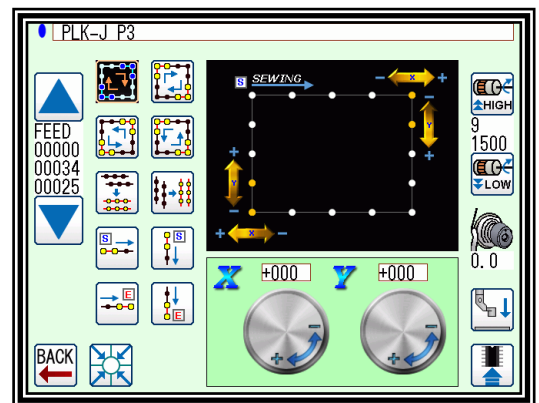 PLK-J P3
FEED
00000
00034
00025
BACK
S
S
E
E
S SEWING
- X +
- Y +
+ Y -
+ X -
X +000 Y +000
- +
- +
HIGH
9
1500
LOW
0.0